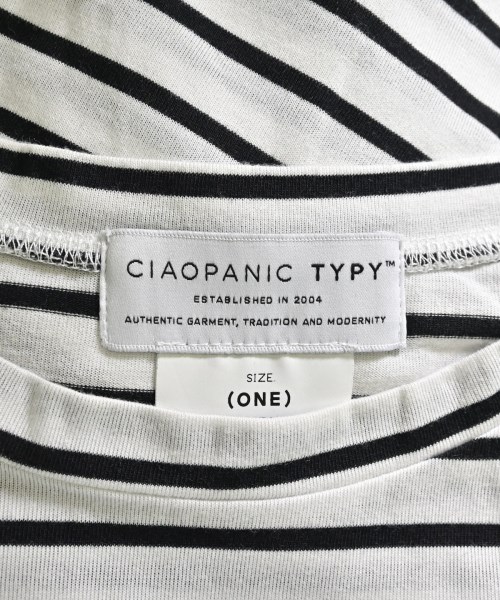 CIAOPANIC TYPY™
ESTABLISHED IN 2004
AUTHENTIC GARMENT, TRADITION AND MODERNITY
SIZE
(ONE)